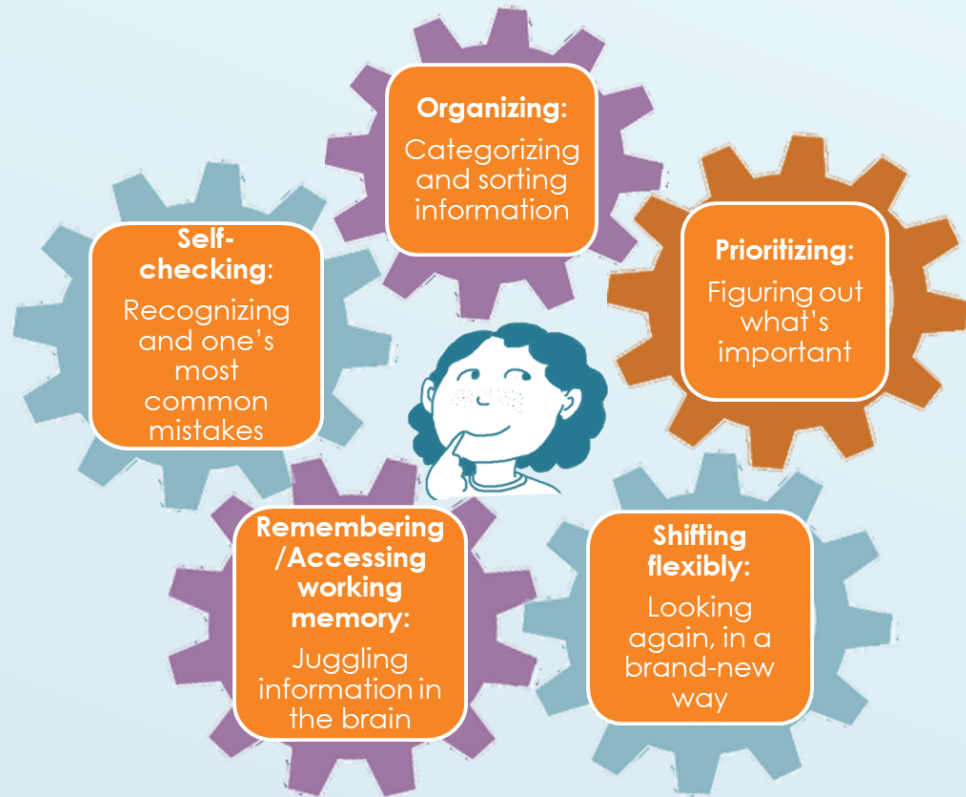 Organizing:
Categorizing
and sorting
information
Prioritizing:
Figuring out
what's
important
Shifting
flexibly:
Looking
again, in a
brand-new
way
Remembering
/Accessing
working
memory:
Juggling
information in
the brain
Self-
checking:
Recognizing
and one's
most
common
mistakes